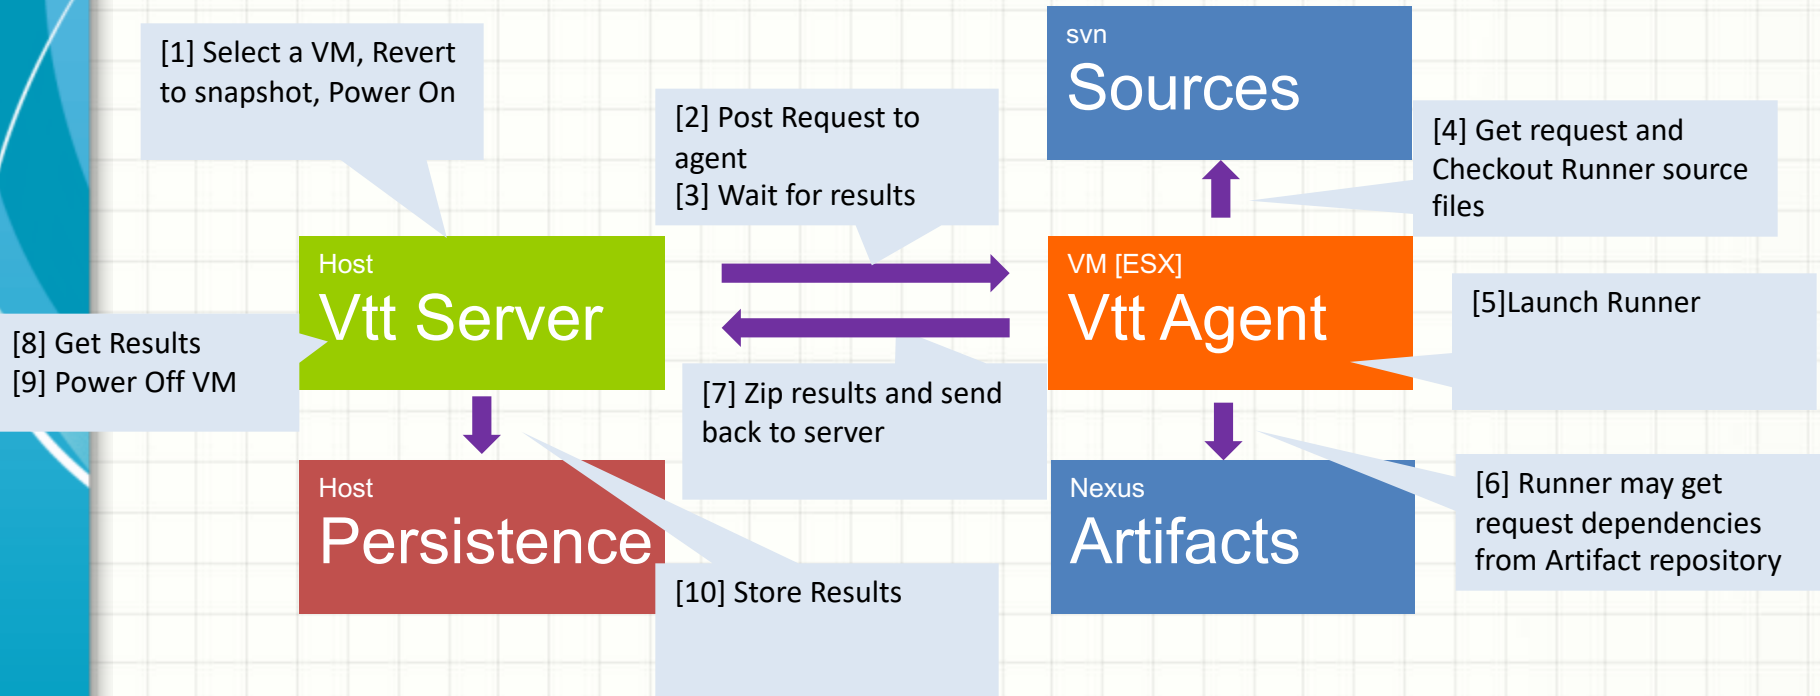 [1] Select a VM, Revert
to snapshot, Power On
[2] Post Request to
agent
[3] Wait for results
svn
Sources
[4] Get request and
Checkout Runner source
files
Host
Vtt Server
VM [ESX]
Vtt Agent
[5]Launch Runner
[8] Get Results
[9] Power Off VM
[7] Zip results and send
back to server
Host
Persistence
Nexus
Artifacts
[6] Runner may get
request dependencies
from Artifact repository
[10] Store Results